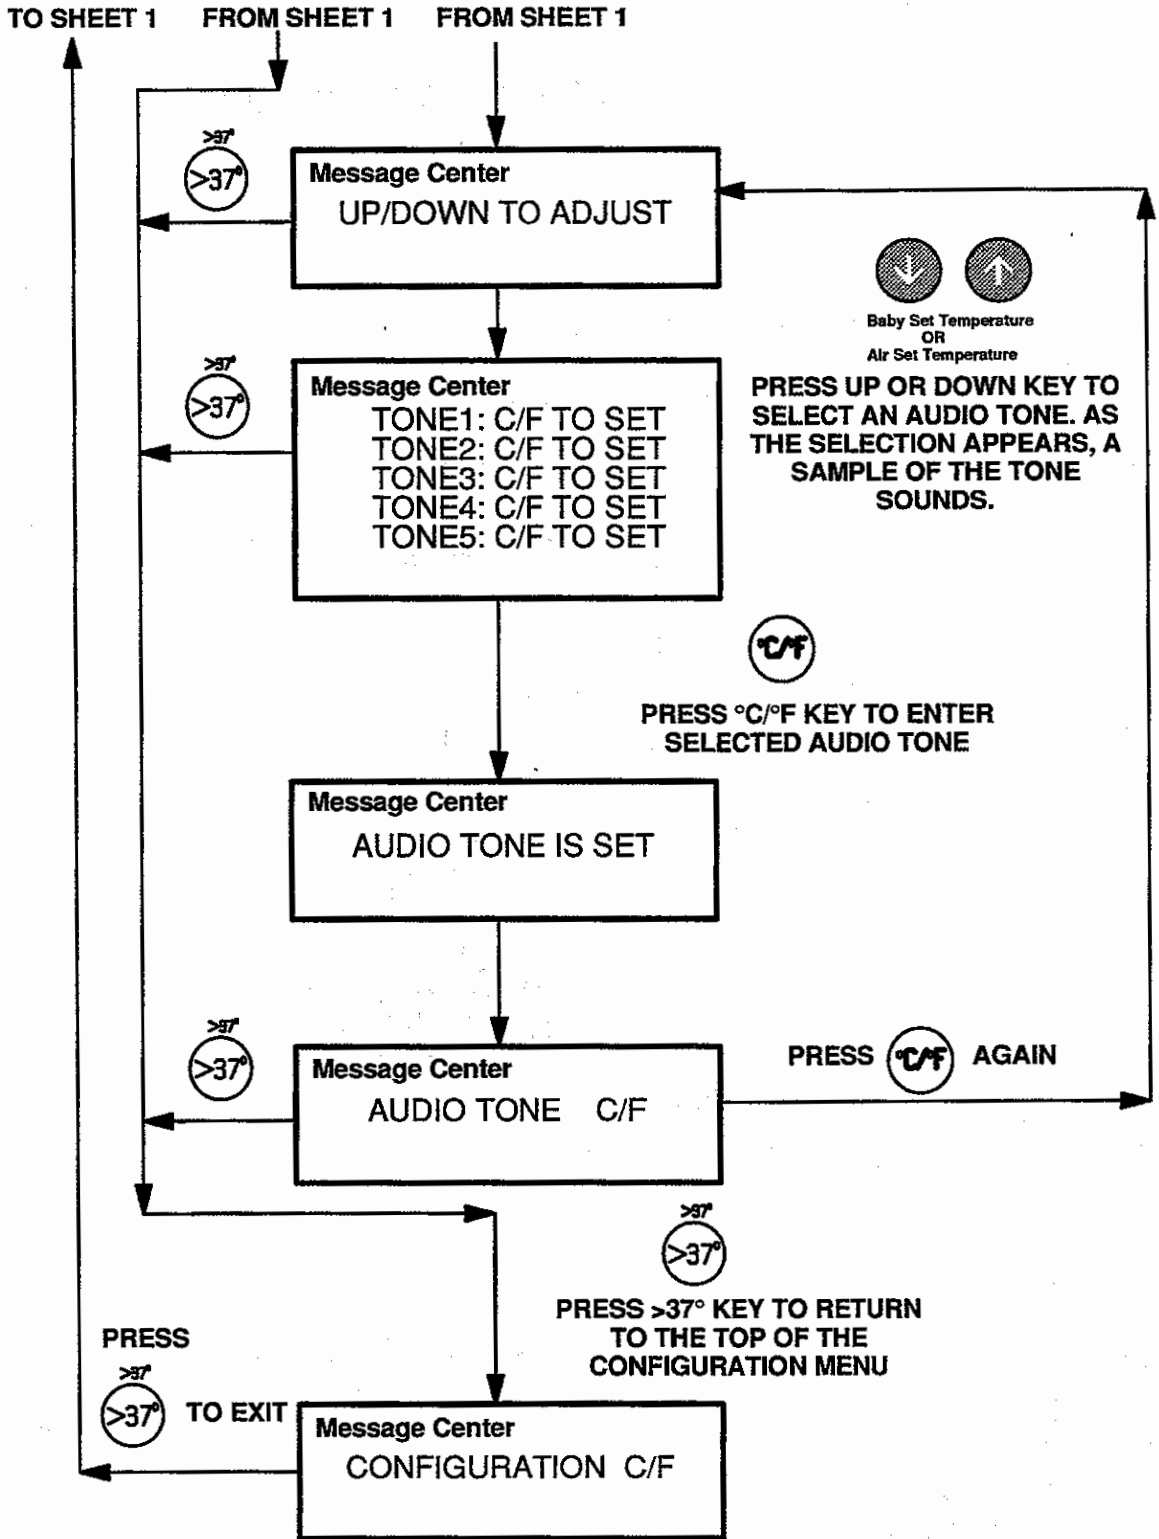 TO SHEET 1 FROM SHEET 1 FROM SHEET 1
>37°
>37°
Message Center
UP/DOWN TO ADJUST
Baby Set Temperature
OR
Air Set Temperature
>37°
>37°
Message Center
TONE1: C/F TO SET
TONE2: C/F TO SET
TONE3: C/F TO SET
TONE4: C/F TO SET
TONE5: C/F TO SET
PRESS UP OR DOWN KEY TO
SELECT AN AUDIO TONE. AS
THE SELECTION APPEARS, A
SAMPLE OF THE TONE
SOUNDS.
°C/°F
PRESS °C/°F KEY TO ENTER
SELECTED AUDIO TONE
Message Center
AUDIO TONE IS SET
>37°
>37°
Message Center
AUDIO TONE C/F
PRESS °C/°F AGAIN
>37°
>37°
PRESS >37° KEY TO RETURN
TO THE TOP OF THE
CONFIGURATION MENU
PRESS
>37°
>37° TO EXIT
Message Center
CONFIGURATION C/F